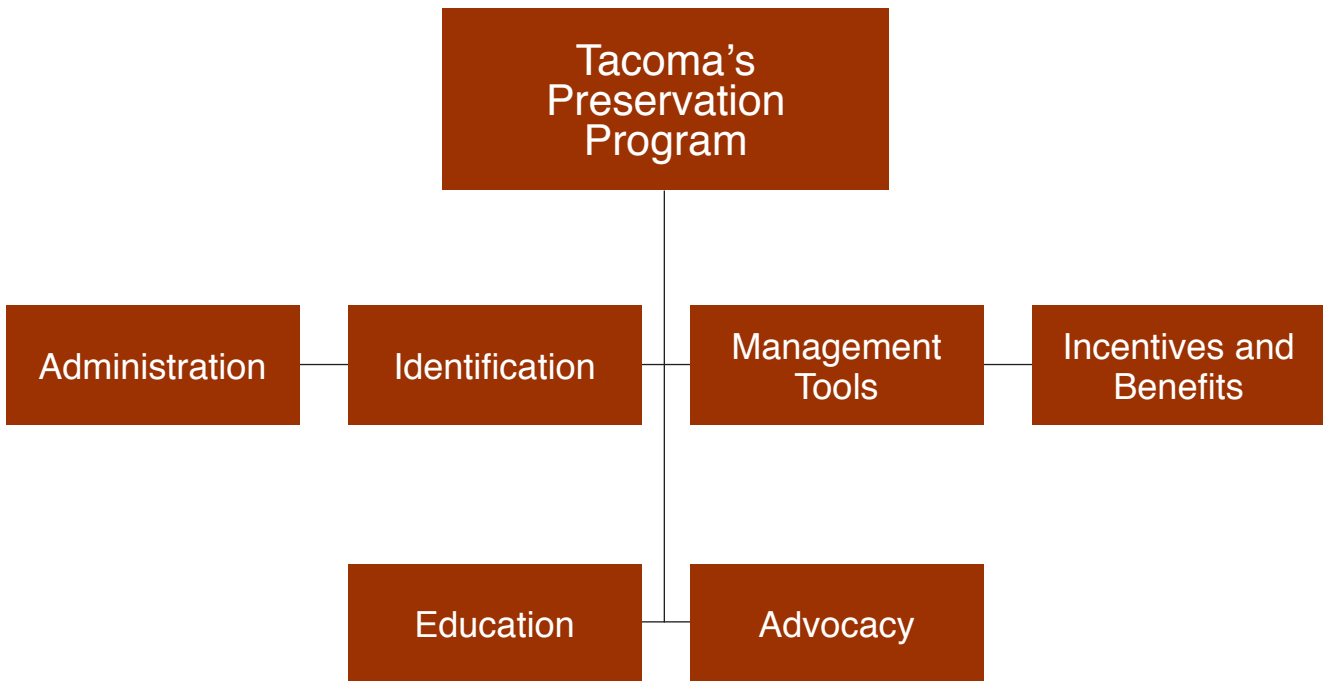 Tacoma’s
Preservation
Program
Administration
Identification
Management
Tools
Incentives and
Benefits
Education
Advocacy